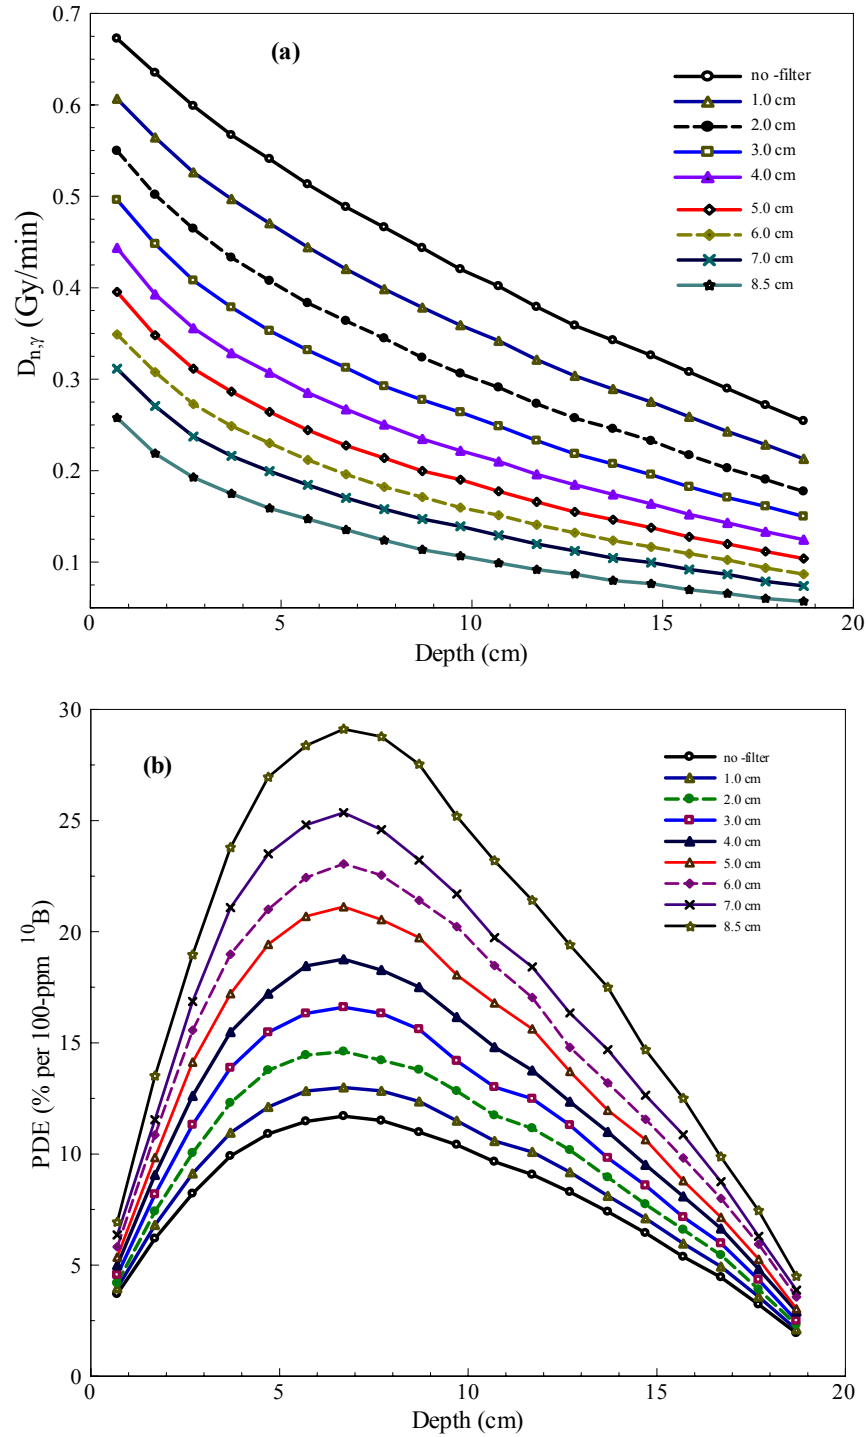 0.7
(a)
0.6
0.5
0.4
0.3
0.2
0.1
D_{n,γ} (Gy/min)
no -filter
1.0 cm
2.0 cm
3.0 cm
4.0 cm
5.0 cm
6.0 cm
7.0 cm
8.5 cm
0 5 10 15 20
Depth (cm)
30
(b)
25
20
15
10
5
0
PDE (% per 100-ppm ¹⁰B)
no -filter
1.0 cm
2.0 cm
3.0 cm
4.0 cm
5.0 cm
6.0 cm
7.0 cm
8.5 cm
0 5 10 15 20
Depth (cm)